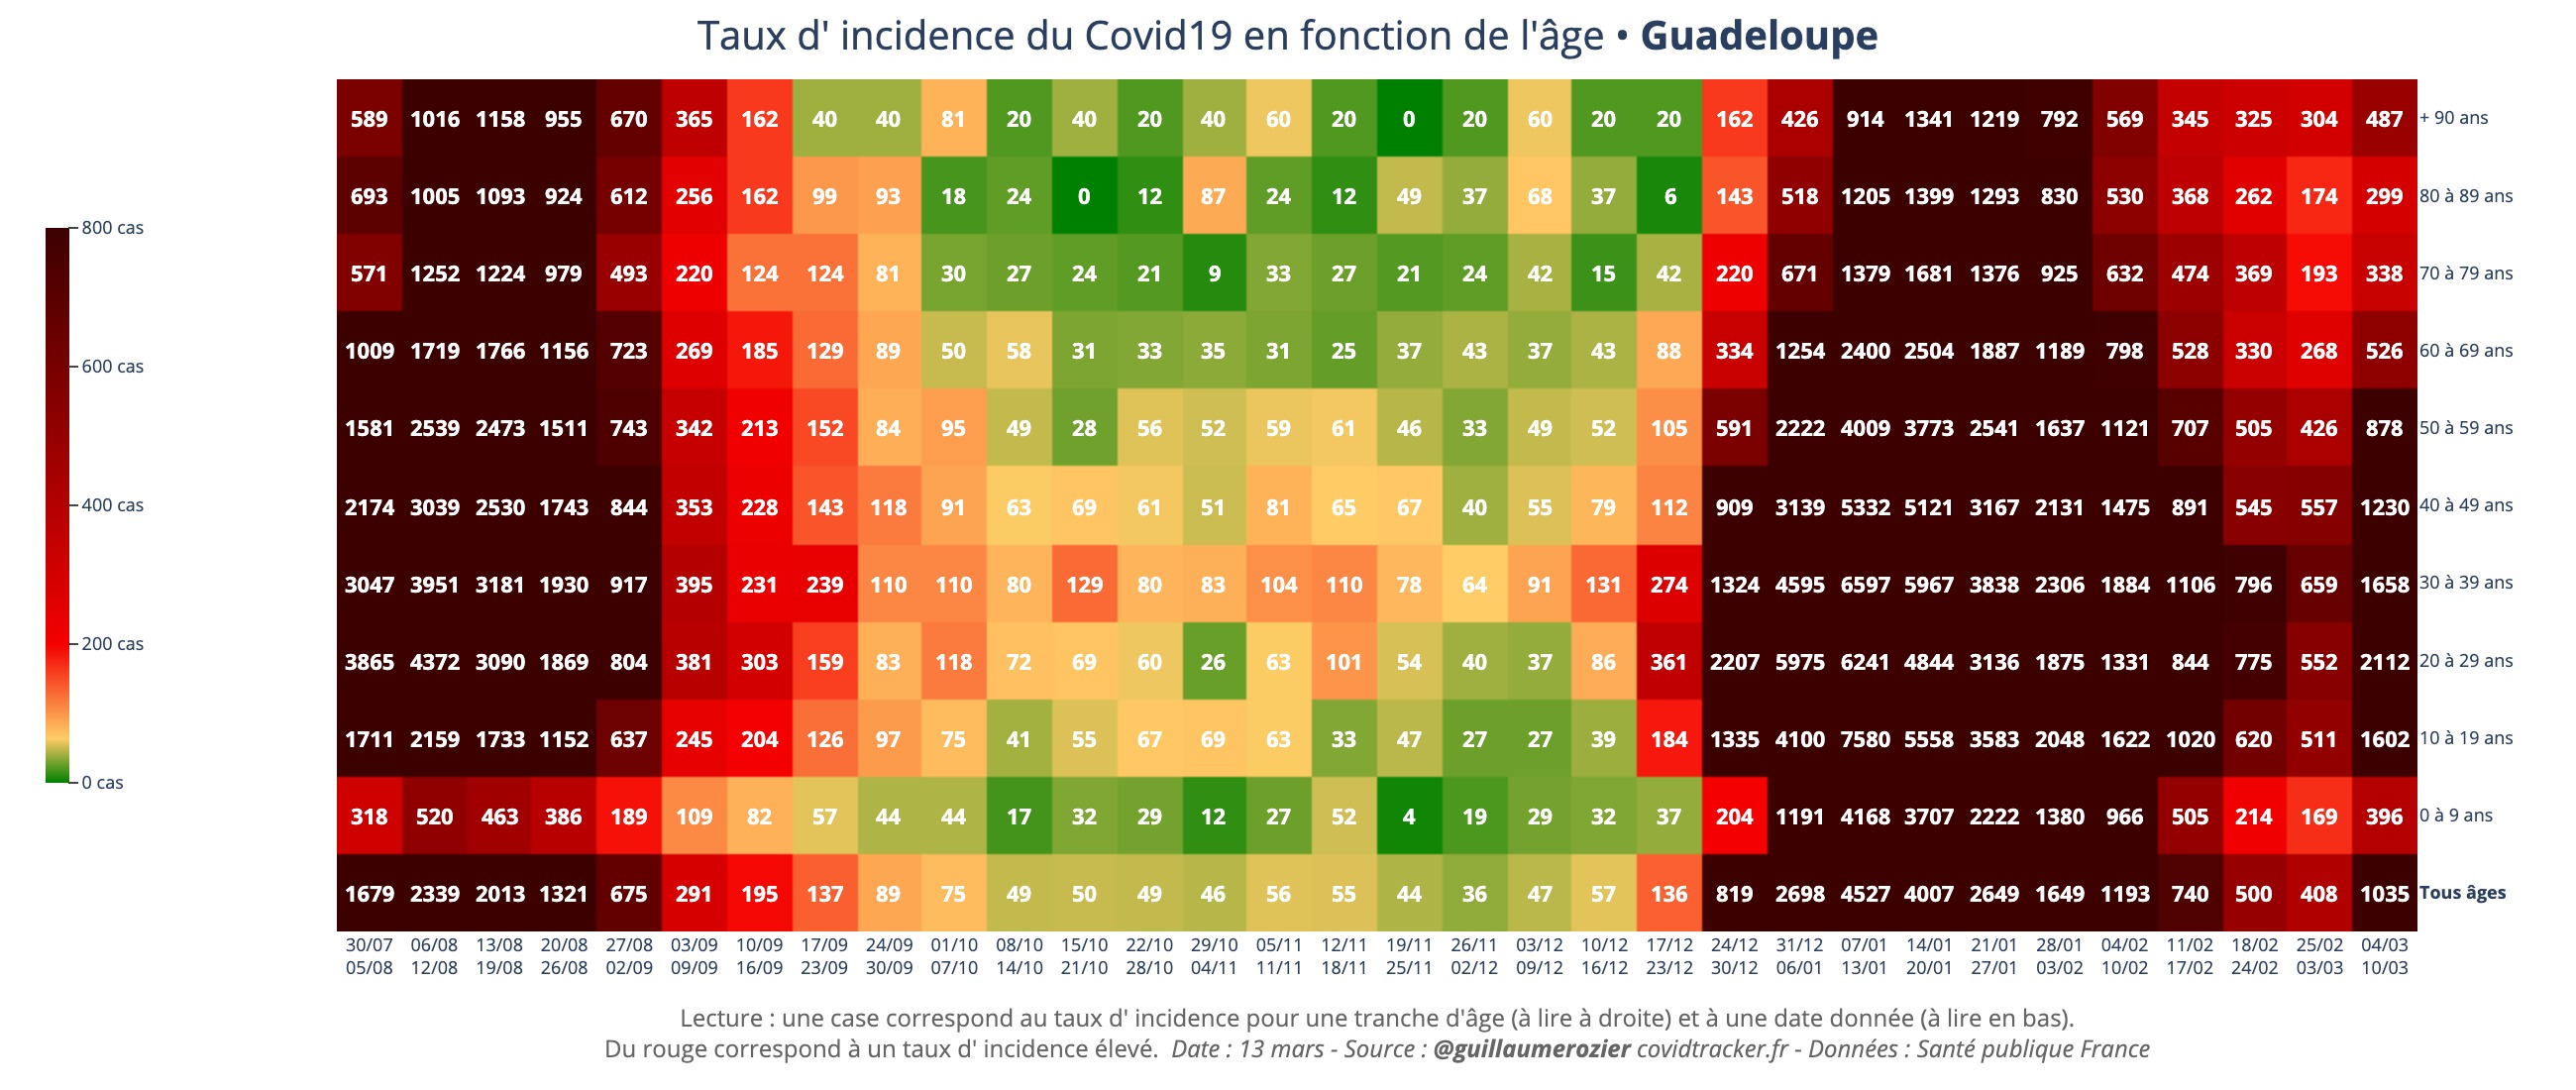 Taux d' incidence du Covid19 en fonction de l'âge • Guadeloupe
800 cas
600 cas
400 cas
200 cas
0 cas
589 1016 1158 955 670 365 162 40 40 81 20 40 20 40 60 20 0 20 60 20 20 162 426 914 1341 1219 792 569 345 325 304 487 + 90 ans
693 1005 1093 924 612 256 162 99 93 18 24 0 12 87 24 12 49 37 68 37 6 143 518 1205 1399 1293 830 530 368 262 174 299 80 à 89 ans
571 1252 1224 979 493 220 124 124 81 30 27 24 21 9 33 27 21 24 42 15 42 220 671 1379 1681 1376 925 632 474 369 193 338 70 à 79 ans
1009 1719 1766 1156 723 269 185 129 89 50 58 31 33 35 31 25 37 43 37 43 88 334 1254 2400 2504 1887 1189 798 528 330 268 526 60 à 69 ans
1581 2539 2473 1511 743 342 213 152 84 95 49 28 56 52 59 61 46 33 49 52 105 591 2222 4009 3773 2541 1637 1121 707 505 426 878 50 à 59 ans
2174 3039 2530 1743 844 353 228 143 118 91 63 69 61 51 81 65 67 40 55 79 112 909 3139 5332 5121 3167 2131 1475 891 545 557 1230 40 à 49 ans
3047 3951 3181 1930 917 395 231 239 110 110 80 129 80 83 104 110 78 64 91 131 274 1324 4595 6597 5967 3838 2306 1884 1106 796 659 1658 30 à 39 ans
3865 4372 3090 1869 804 381 303 159 83 118 72 69 60 26 63 101 54 40 37 86 361 2207 5975 6241 4844 3136 1875 1331 844 775 552 2112 20 à 29 ans
1711 2159 1733 1152 637 245 204 126 97 75 41 55 67 69 63 33 47 27 27 39 184 1335 4100 7580 5558 3583 2048 1622 1020 620 511 1602 10 à 19 ans
318 520 463 386 189 109 82 57 44 44 17 32 29 12 27 52 4 19 29 32 37 204 1191 4168 3707 2222 1380 966 505 214 169 396 0 à 9 ans
1679 2339 2013 1321 675 291 195 137 89 75 49 50 49 46 56 55 44 36 47 57 136 819 2698 4527 4007 2649 1649 1193 740 500 408 1035 Tous âges
30/07 06/08 13/08 20/08 27/08 03/09 10/09 17/09 24/09 01/10 08/10 15/10 22/10 29/10 05/11 12/11 19/11 26/11 03/12 10/12 17/12 24/12 31/12 07/01 14/01 21/01 28/01 04/02 11/02 18/02 25/02 04/03
05/08 12/08 19/08 26/08 02/09 09/09 16/09 23/09 30/09 07/10 14/10 21/10 28/10 04/11 11/11 18/11 25/11 02/12 09/12 16/12 23/12 30/12 06/01 13/01 20/01 27/01 03/02 10/02 17/02 24/02 03/03 10/03
Lecture : une case correspond au taux d' incidence pour une tranche d'âge (à lire à droite) et à une date donnée (à lire en bas).
Du rouge correspond à un taux d' incidence élevé. Date : 13 mars - Source : @guillaumerozier covidtracker.fr - Données : Santé publique France